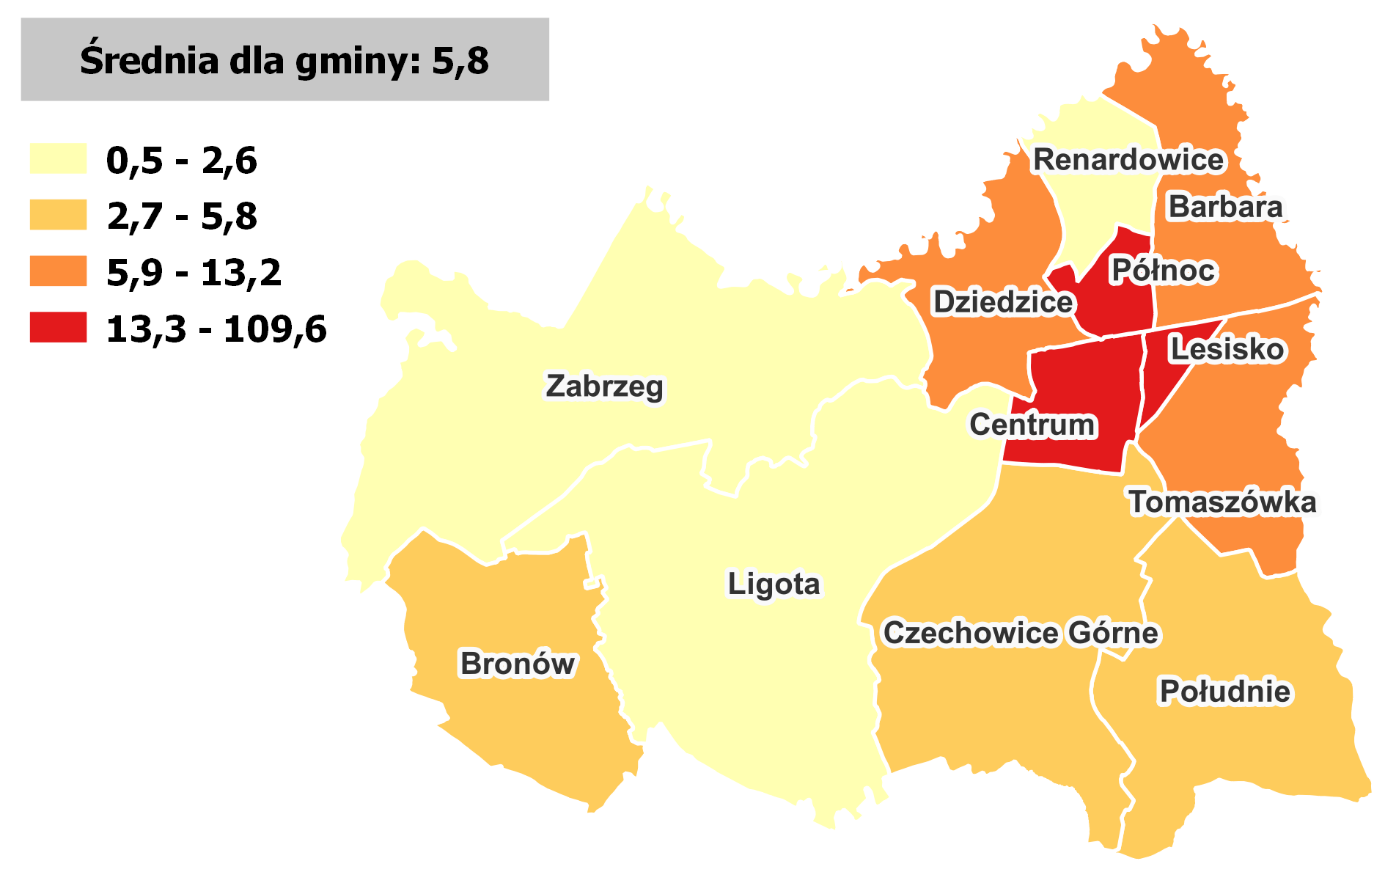 Średnia dla gminy: 5,8
0,5 - 2,6
2,7 - 5,8
5,9 - 13,2
13,3 - 109,6
Renardowice
Barbara
Północ
Dziedzice
Lesisko
Zabrzeg
Centrum
Tomaszówka
Ligota
Czechowice Górne
Bronów
Południe